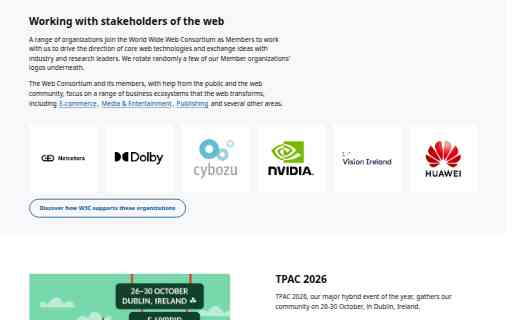 Working with stakeholders of the web
A range of organizations join the World Wide Web Consortium as Members to work
with us to drive the direction of core web technologies and exchange ideas with
industry and research leaders. We rotate randomly a few of our Member organizations'
logos underneath.
The Web Consortium and its members, with help from the public and the web
community, focus on a range of business ecosystems that the web transforms,
including E-commerce, Media & Entertainment, Publishing and several other areas.
Netcetera
Dolby
cybozu
NVIDIA.
Vision Ireland
HUAWEI
Discover how W3C supports these organizations
26–30 OCTOBER
DUBLIN, IRELAND
TPAC 2026
TPAC 2026, our major hybrid event of the year, gathers our
community on 26-30 October, in Dublin, Ireland.